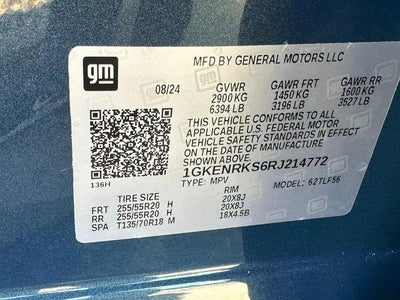 gm
MFD BY GENERAL MOTORS LLC
08/24 GVWR GAWR FRT GAWR RR
2900 KG 1450 KG 1600 KG
6394 LB 3196 LB 3527 LB
THIS VEHICLE CONFORMS TO ALL
APPLICABLE U.S. FEDERAL MOTOR
VEHICLE SAFETY STANDARDS IN EFFECT
ON THE DATE OF MANUFACTURE SHOWN ABOVE.
1GKENRKS6RJ214772
136H TYPE: MPV MODEL: 62TLF56
TIRE SIZE RIM
FRT 255/55R20 H 20X8J
RR 255/55R20 H 20X8J
SPA T135/70R18 M 18X4.5B